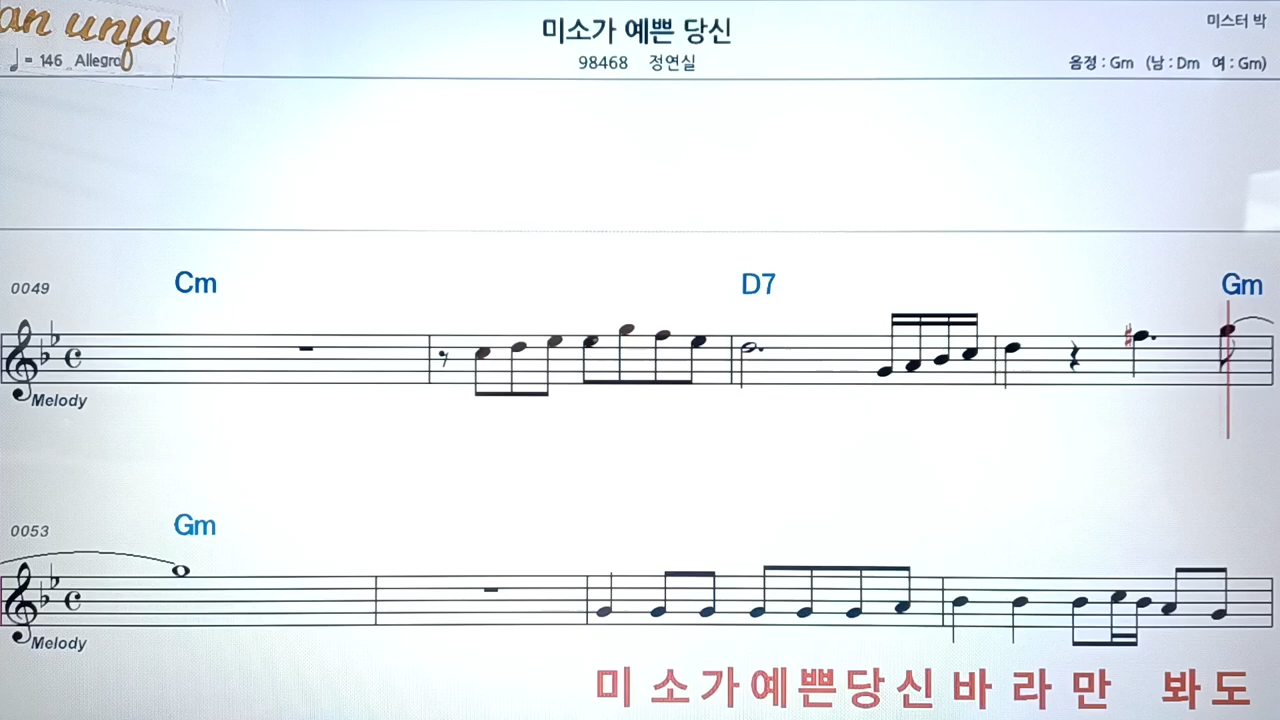 an unja
미소가 예쁜 당신
미스터 박
♩ = 146 Allegro
98468 정연실
음정 : Gm (남 : Dm 여 : Gm)
0049 Cm D7 Gm
Melody
0053 Gm
Melody
미 소 가 예 쁜 당 신 바 라 만 봐 도